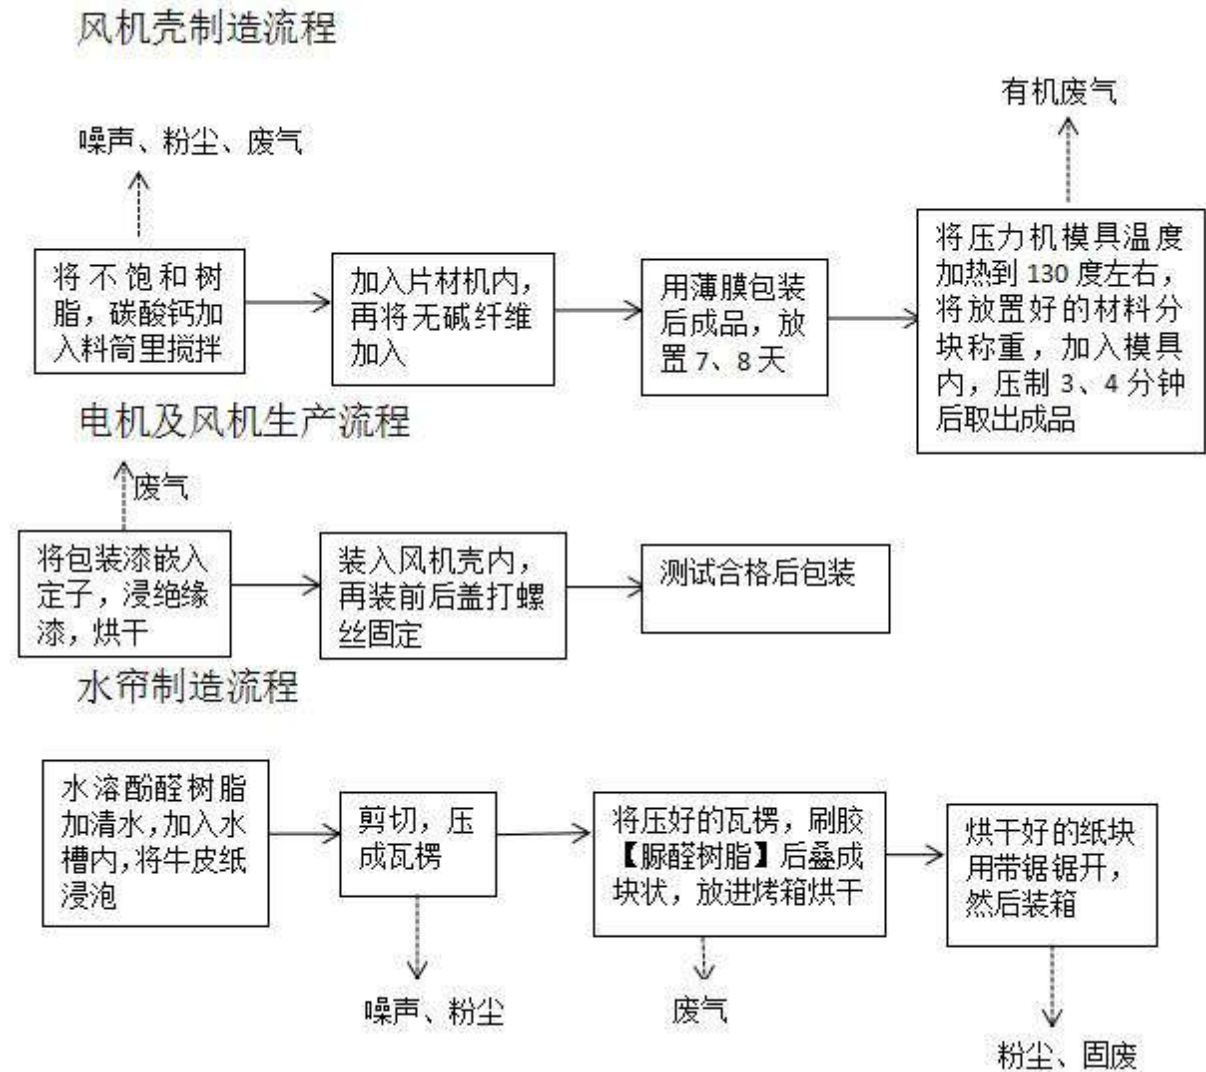 风机壳制造流程
有机废气
噪声、粉尘、废气
将不饱和树
脂，碳酸钙加
入料筒里搅拌
加入片材机内，
再将无碱纤维
加入
用薄膜包装
后成品，放
置7、8天
将压力机模具温度
加热到130度左右，
将放置好的材料分
块称重，加入模具
内，压制3、4分钟
后取出成品
电机及风机生产流程
废气
将包装漆嵌入
定子，浸绝缘
漆，烘干
装入风机壳内，
再装前后盖打螺
丝固定
测试合格后包装
水帘制造流程
水溶酚醛树脂
加清水,加入水
槽内,将牛皮纸
浸泡
剪切，压
成瓦楞
将压好的瓦楞，刷胶
【脲醛树脂】后叠成
块状，放进烤箱烘干
烘干好的纸块
用带锯锯开，
然后装箱
噪声、粉尘
废气
粉尘、固废